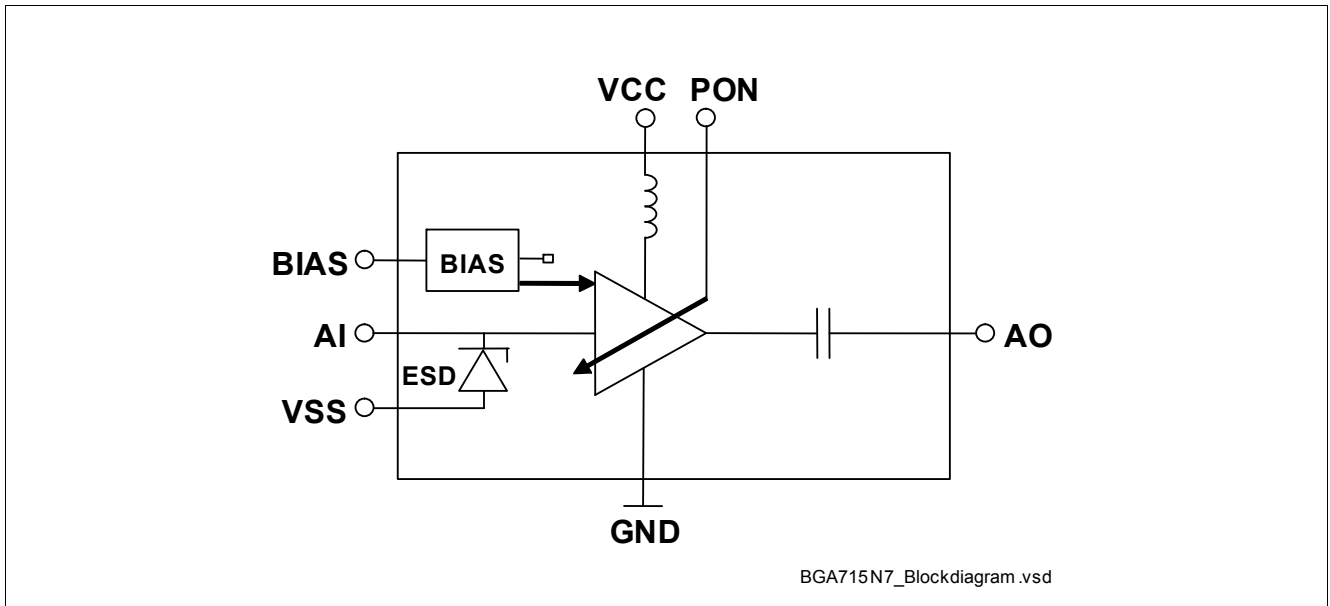 VCC PON
BIAS
BIAS
AI
AO
ESD
VSS
GND
BGA715N7_Blockdiagram.vsd